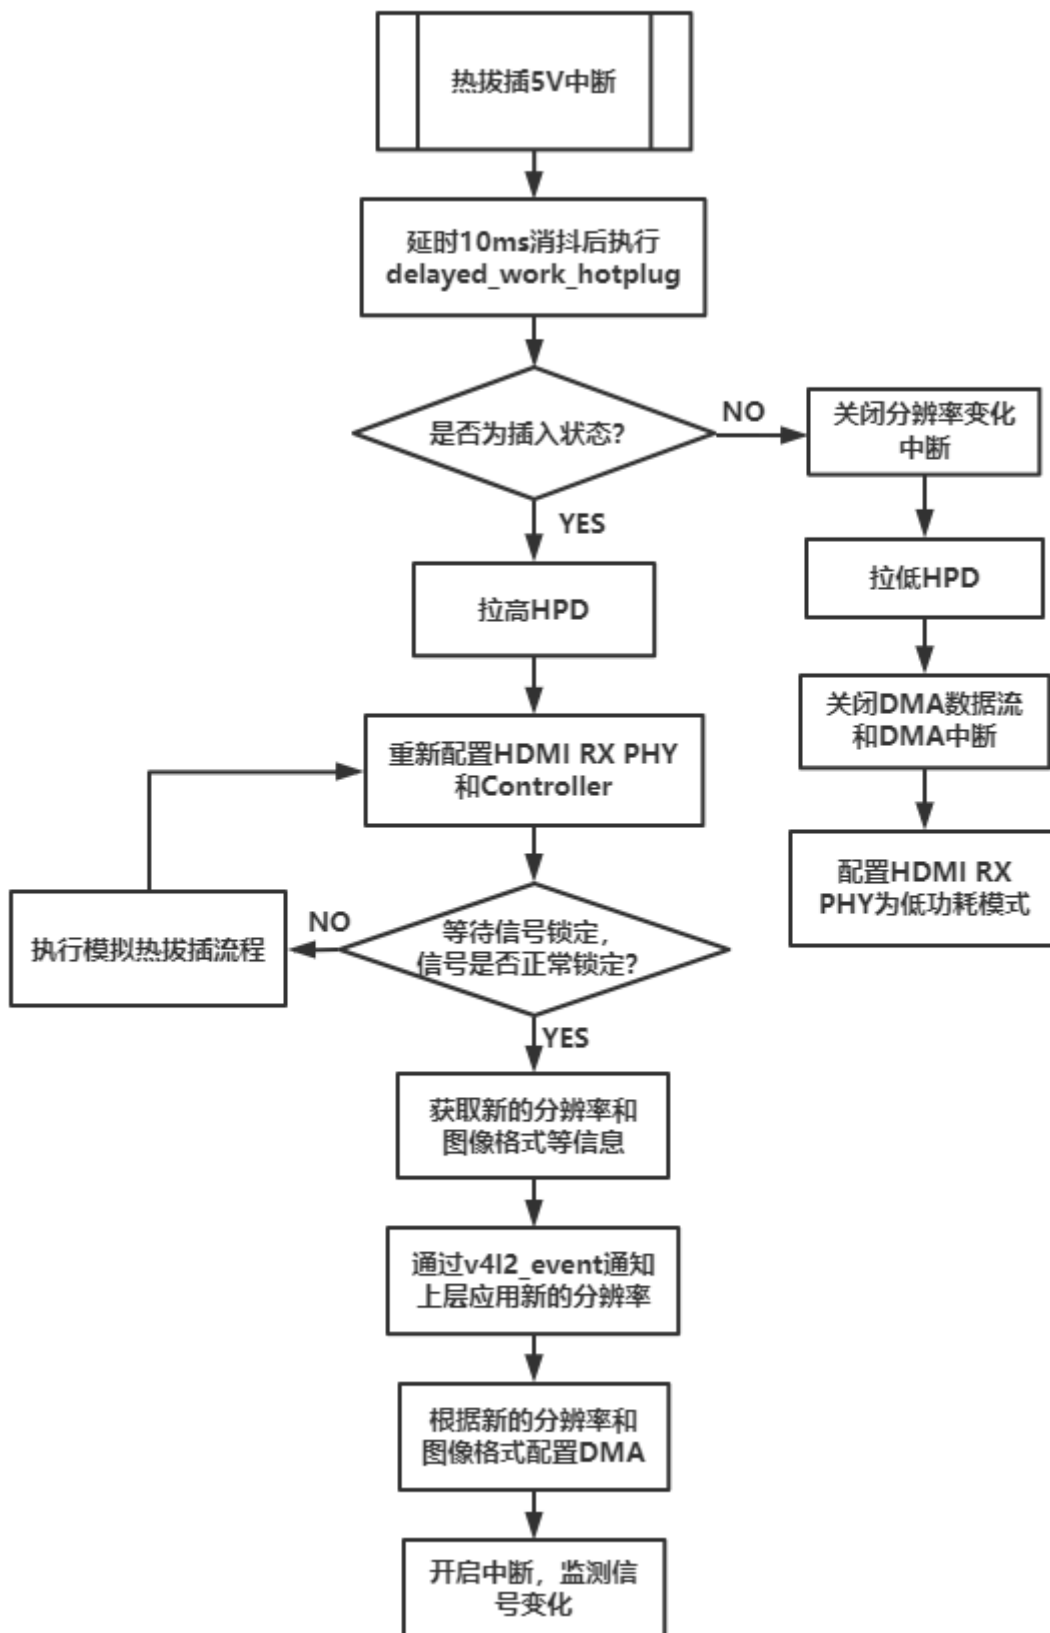 热拔插5V中断
延时10ms消抖后执行
delayed_work_hotplug
是否为插入状态?
NO
关闭分辨率变化
中断
YES
拉低HPD
拉高HPD
关闭DMA数据流
和DMA中断
重新配置HDMI RX PHY
和Controller
配置HDMI RX
PHY为低功耗模式
NO
执行模拟热拔插流程
等待信号锁定，
信号是否正常锁定?
YES
获取新的分辨率和
图像格式等信息
通过v4l2_event通知
上层应用新的分辨率
根据新的分辨率和
图像格式配置DMA
开启中断，监测信
号变化